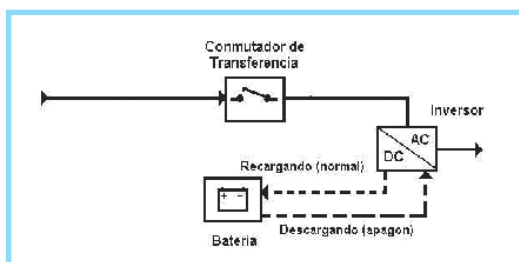 Conmutador de
Transferencia
Inversor
AC
DC
Recargando (normal)
+ -
Bateria
Descargando (apagon)